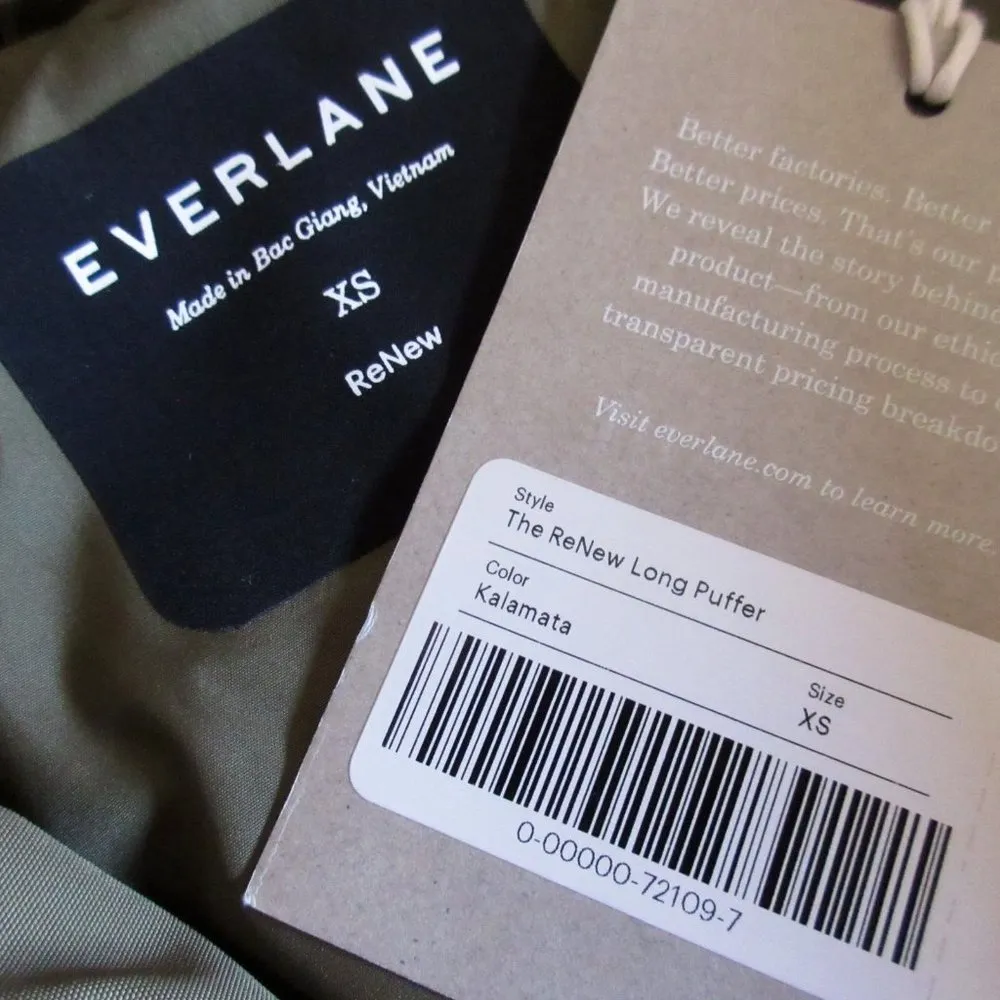 EVERLANE
Made in Bac Giang, Vietnam
XS
ReNew
Better factories. Better
Better prices. That's our
We reveal the story behind
product—from our
manufacturing process to
transparent pricing
Visit everlane.com to learn more.
Style
The ReNew Long Puffer
Color
Kalamata
Size
XS
0-00000-72109-7